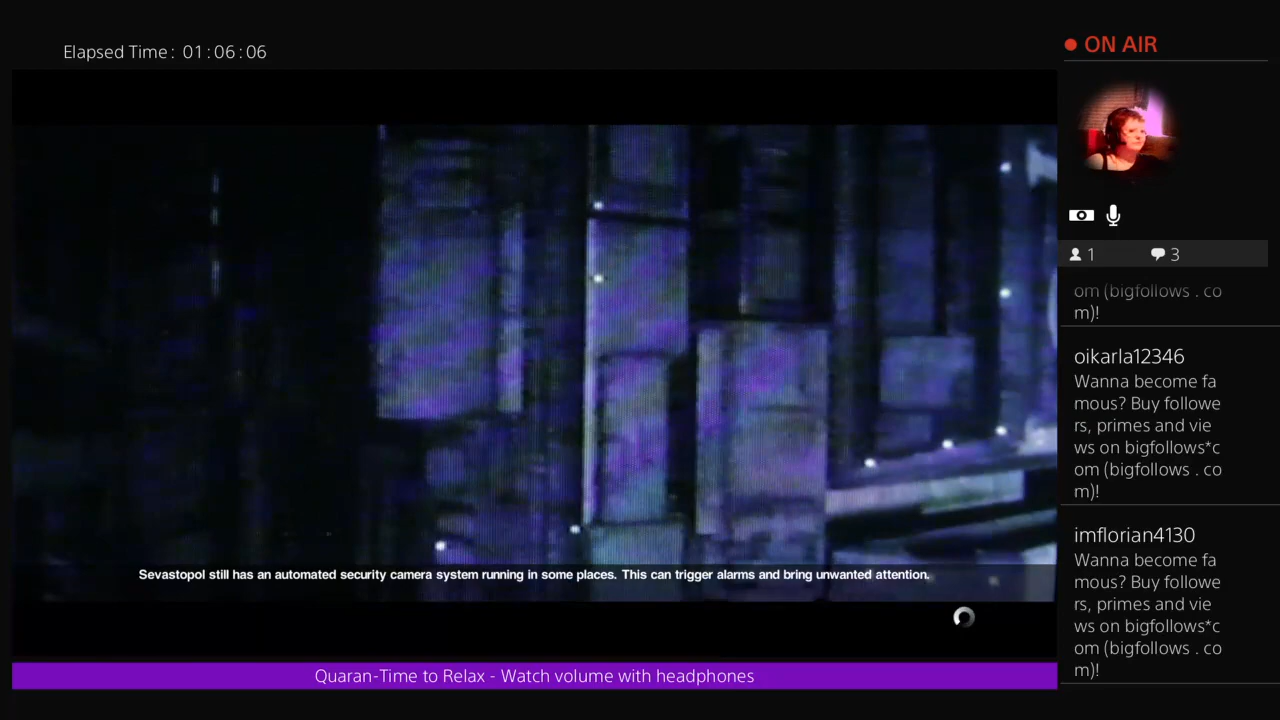 Elapsed Time: 01:06:06
ON AIR
1
3
om (bigfollows . co
m)!
oikarla12346
Wanna become fa
mous? Buy followe
rs, primes and vie
ws on bigfollows*c
om (bigfollows . co
m)!
imflorian4130
Wanna become fa
mous? Buy followe
rs, primes and vie
ws on bigfollows*c
om (bigfollows . co
m)!
Sevastopol still has an automated security camera system running in some places. This can trigger alarms and bring unwanted attention.
Quaran-Time to Relax - Watch volume with headphones